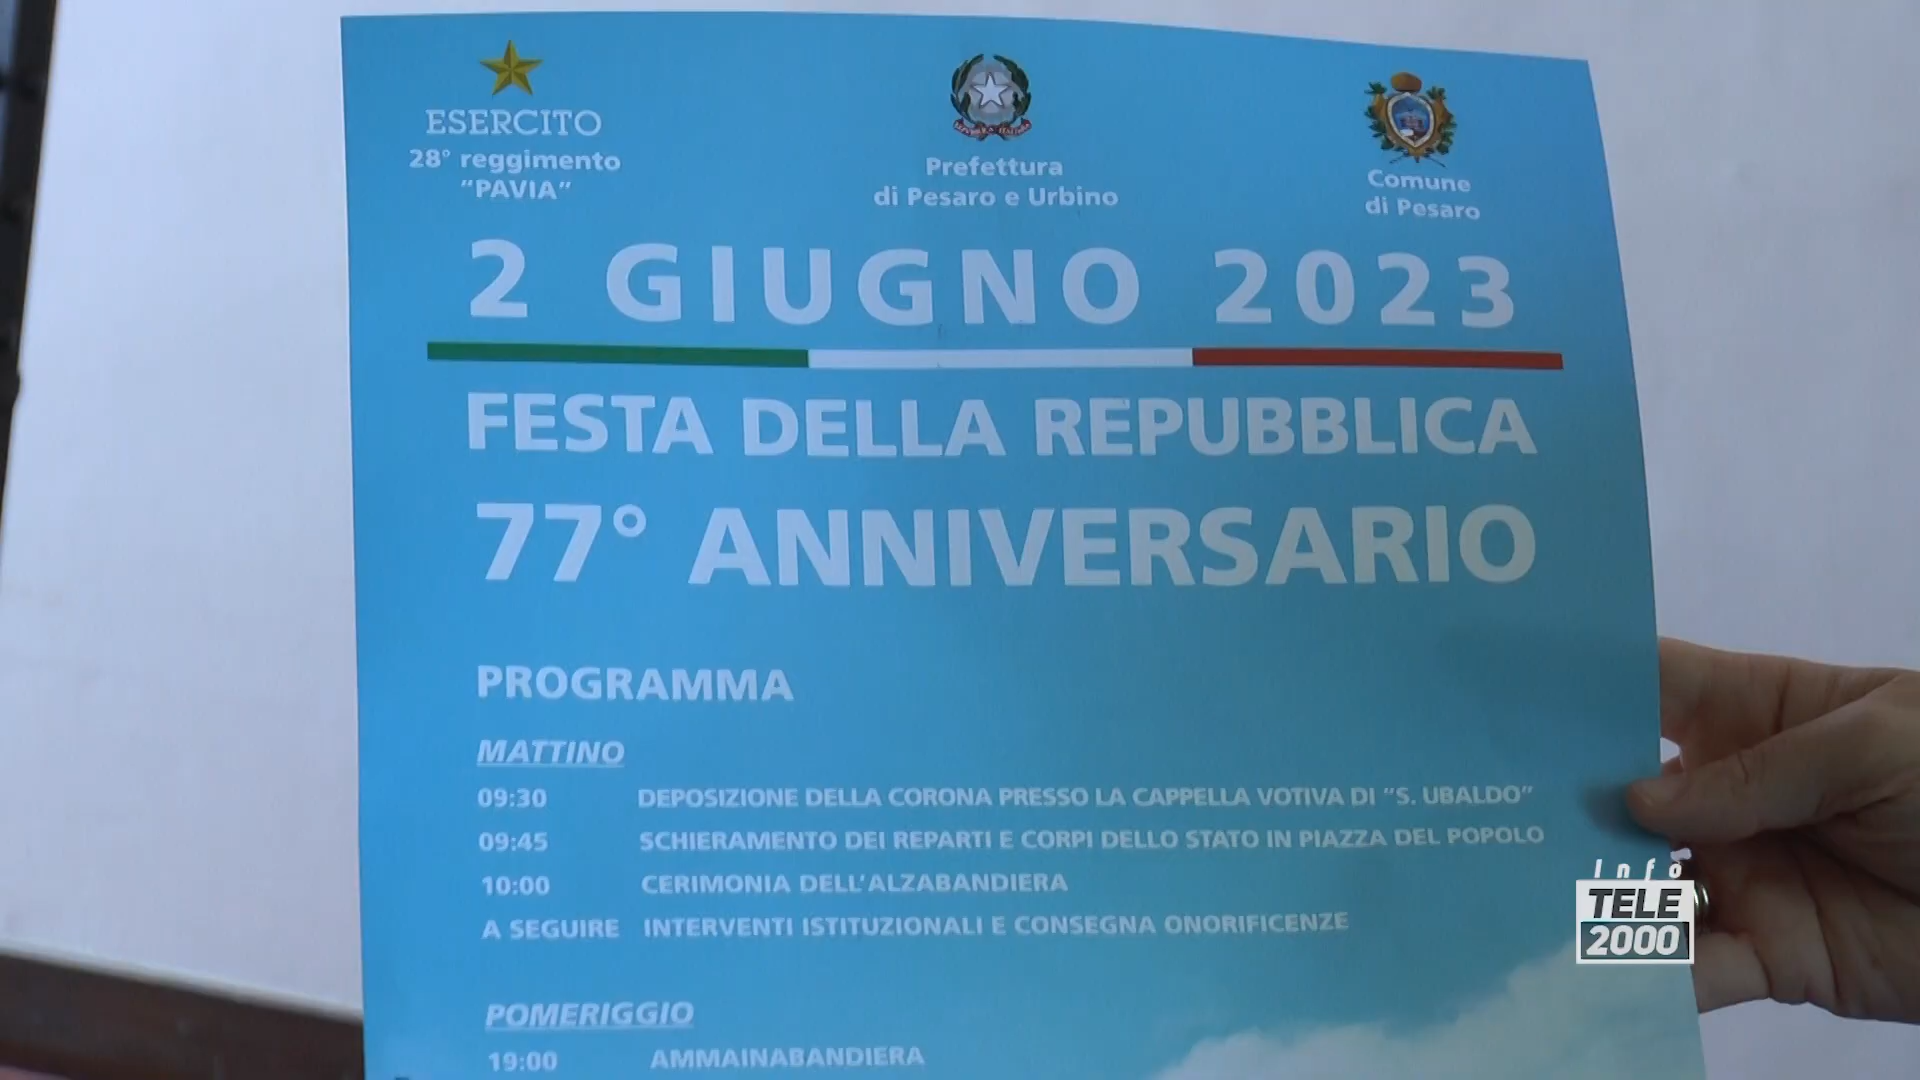 ESERCITO
28° reggimento
"PAVIA"
REPVBBLICA ITALIANA
Prefettura
di Pesaro e Urbino
Comune
di Pesaro
2 GIUGNO 2023
FESTA DELLA REPUBBLICA
77° ANNIVERSARIO
PROGRAMMA
MATTINO
09:30 DEPOSIZIONE DELLA CORONA PRESSO LA CAPPELLA VOTIVA DI "S. UBALDO"
09:45 SCHIERAMENTO DEI REPARTI E CORPI DELLO STATO IN PIAZZA DEL POPOLO
10:00 CERIMONIA DELL'ALZABANDIERA
A SEGUIRE INTERVENTI ISTITUZIONALI E CONSEGNA ONORIFICENZE
POMERIGGIO
19:00 AMMAINABANDIERA
Info
TELE
2000